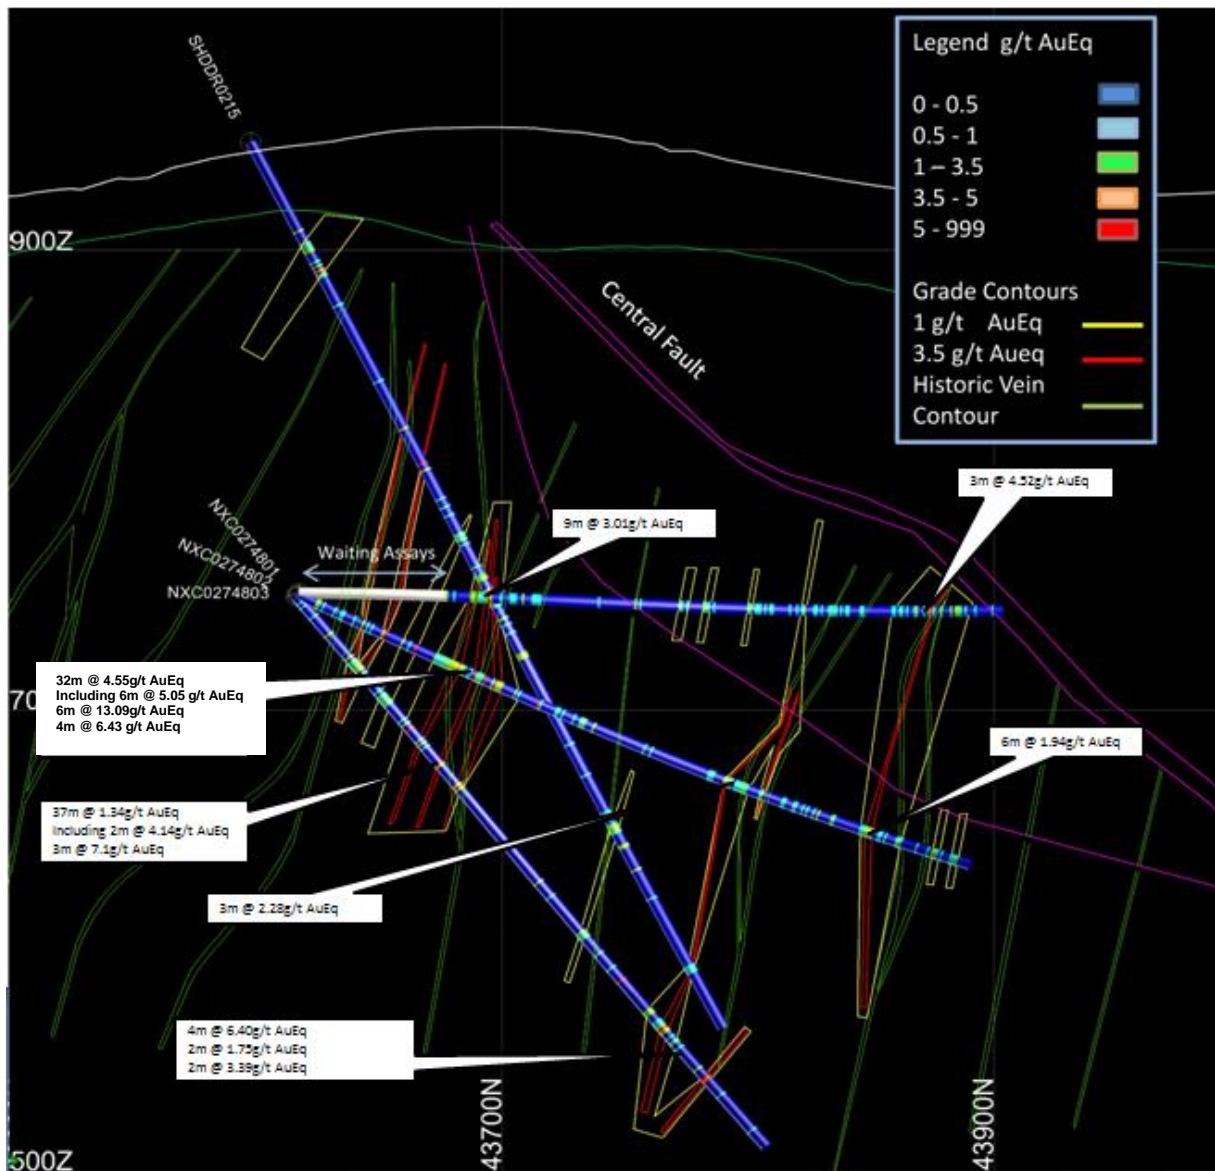 SHDDR0215
Legend g/t AuEq
0 - 0.5
0.5 - 1
1 – 3.5
3.5 - 5
5 - 999
Grade Contours
1 g/t AuEq
3.5 g/t Aueq
Historic Vein
Contour
900Z
Central Fault
3m @ 4.52g/t AuEq
9m @ 3.01g/t AuEq
Waiting Assays
NXC0274801
NXC0274802
NXC0274803
32m @ 4.55g/t AuEq
Including 6m @ 5.05 g/t AuEq
6m @ 13.09g/t AuEq
4m @ 6.43 g/t AuEq
70
6m @ 1.94g/t AuEq
37m @ 1.34g/t AuEq
Including 2m @ 4.14g/t AuEq
3m @ 7.1g/t AuEq
3m @ 2.28g/t AuEq
4m @ 6.40g/t AuEq
2m @ 1.75g/t AuEq
2m @ 3.39g/t AuEq
43700N
43900N
500Z